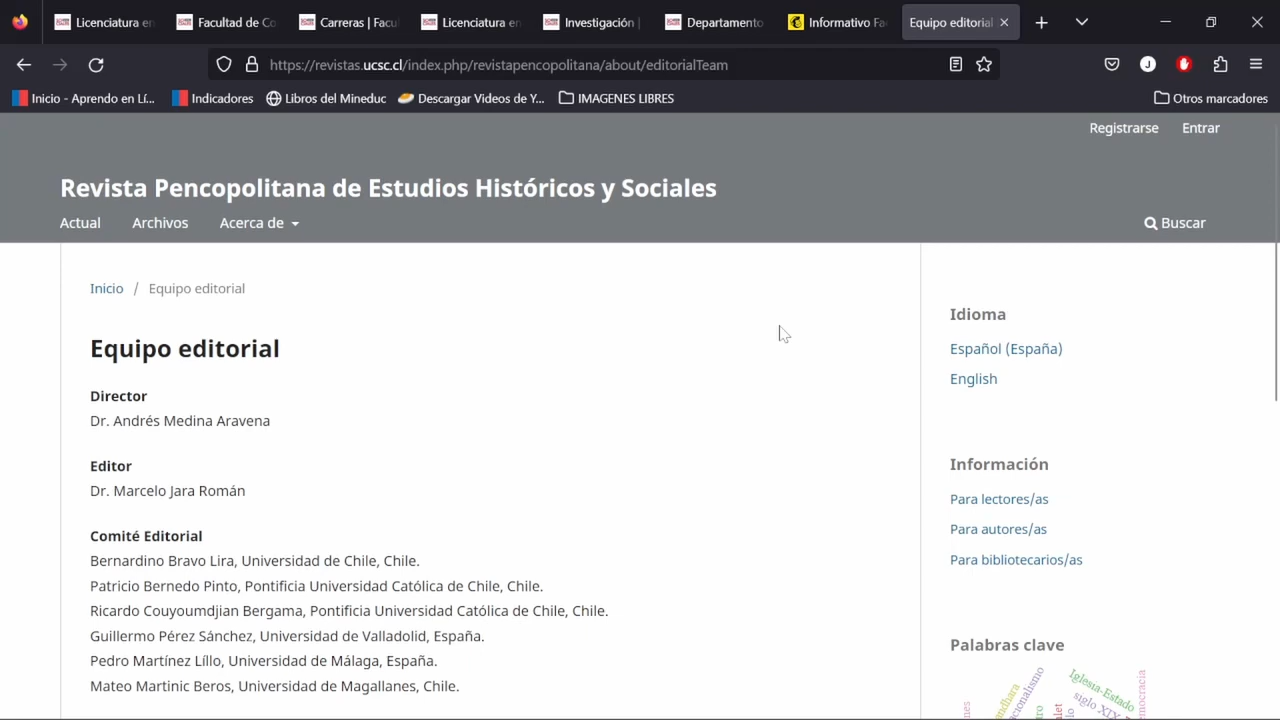 Licenciatura en
Facultad de Co
Carreras | Facu
Licenciatura en
Investigación |
Departamento
Informativo Fa
Equipo editorial
https://revistas.ucsc.cl/index.php/revistapencopolitana/about/editorialTeam
J
Inicio - Aprendo en Lí...
Indicadores
Libros del Mineduc
Descargar Videos de Y...
IMAGENES LIBRES
Otros marcadores
Registrarse
Entrar
Revista Pencopolitana de Estudios Históricos y Sociales
Actual
Archivos
Acerca de
Buscar
Inicio / Equipo editorial
Equipo editorial
Director
Dr. Andrés Medina Aravena
Editor
Dr. Marcelo Jara Román
Comité Editorial
Bernardino Bravo Lira, Universidad de Chile, Chile.
Patricio Bernedo Pinto, Pontificia Universidad Católica de Chile, Chile.
Ricardo Couyoumdjian Bergama, Pontificia Universidad Católica de Chile, Chile.
Guillermo Pérez Sánchez, Universidad de Valladolid, España.
Pedro Martínez Líllo, Universidad de Málaga, España.
Mateo Martinic Beros, Universidad de Magallanes, Chile.
Idioma
Español (España)
English
Información
Para lectores/as
Para autores/as
Para bibliotecarios/as
Palabras clave
Iglesia-Estado
siglo XIX